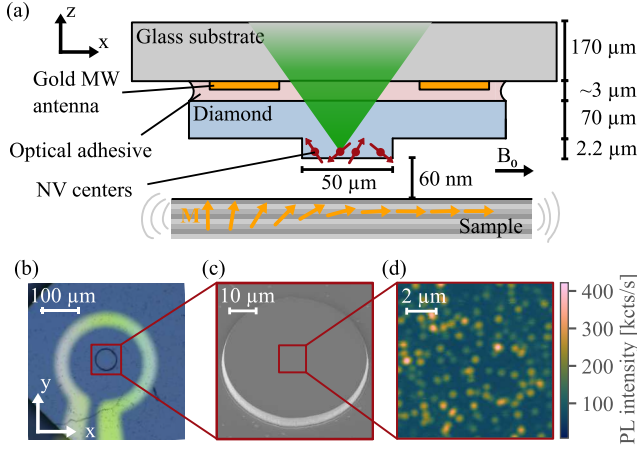 (a)
z
x
Glass substrate
170 µm
Gold MW
antenna
~3 µm
Diamond
70 µm
Optical adhesive
2.2 µm
NV centers
50 µm
60 nm
B₀
M
Sample
(b)
(c)
(d)
100 µm
10 µm
2 µm
y
x
400
300
200
100
PL intensity [kcts/s]